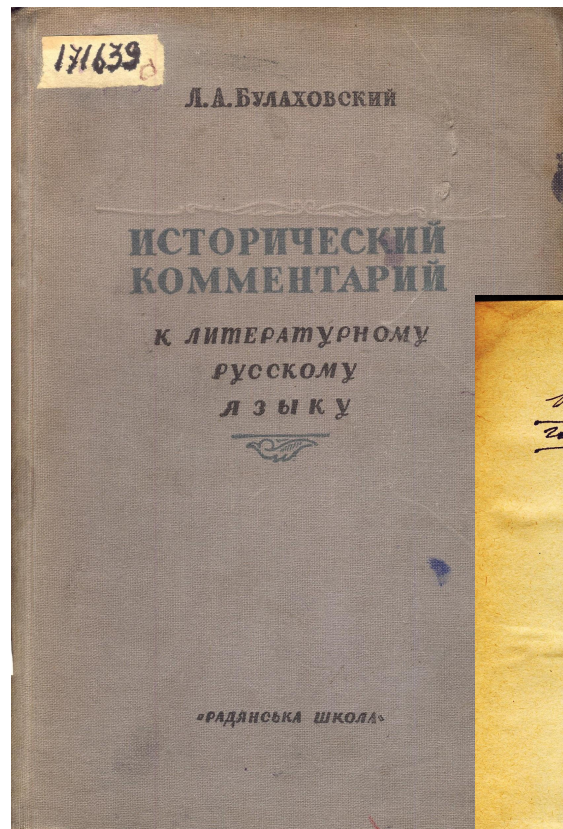 171639
Л.А.Булаховский
ИСТОРИЧЕСКИЙ
КОММЕНТАРИЙ
К ЛИТЕРАТУРНОМУ
РУССКОМУ
ЯЗЫКУ
«РАДЯНСЬКА ШКОЛА»